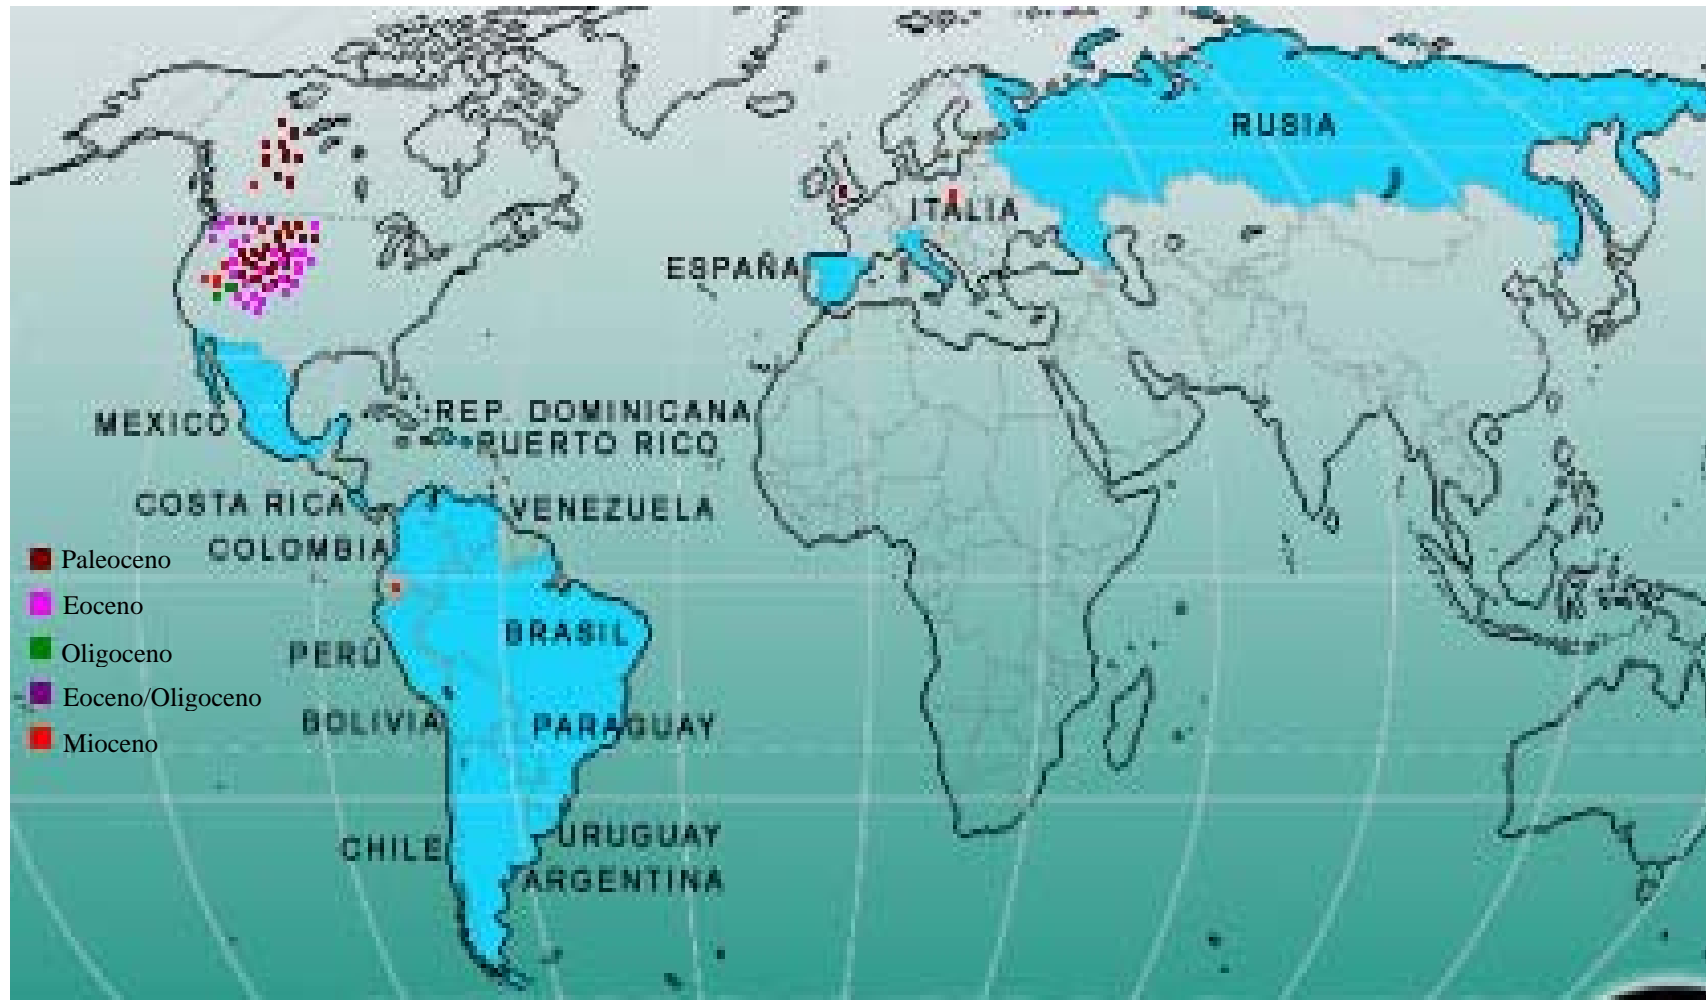 RUSIA
ITALIA
ESPAÑA
MEXICO
REP. DOMINICANA
PUERTO RICO
COSTA RICA
VENEZUELA
COLOMBIA
BRASIL
PERÚ
BOLIVIA
PARAGUAY
CHILE
URUGUAY
ARGENTINA
Paleoceno
Eoceno
Oligoceno
Eoceno/Oligoceno
Mioceno